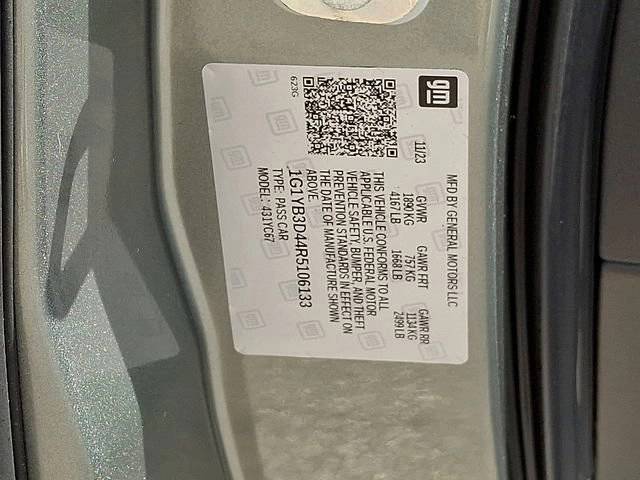 gm
MFD BY GENERAL MOTORS LLC
11/23
GVWR GAWR FRT GAWR RR
1890 KG 757 KG 1134 KG
4167 LB 1668 LB 2499 LB
THIS VEHICLE CONFORMS TO ALL
APPLICABLE U.S. FEDERAL MOTOR
VEHICLE SAFETY, BUMPER, AND THEFT
PREVENTION STANDARDS IN EFFECT ON
THE DATE OF MANUFACTURE SHOWN
ABOVE.
1G1YB3D44R5106133
TYPE: PASS CAR
MODEL: 431YC67